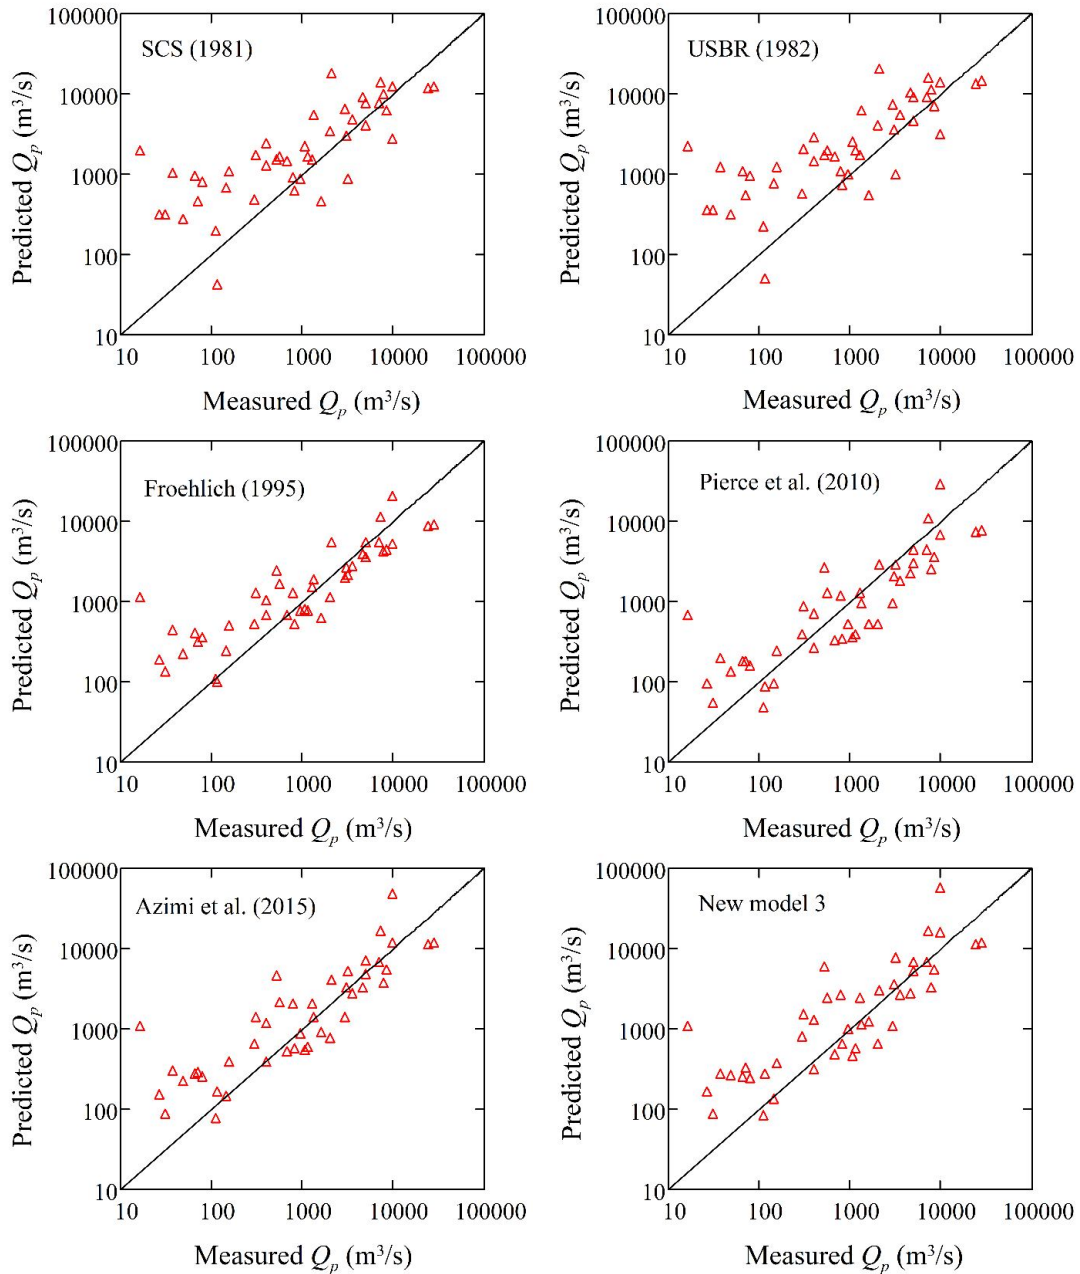 100000
10000
1000
100
10
Predicted Qp (m³/s)
SCS (1981)
10 100 1000 10000 100000
Measured Qp (m³/s)
100000
10000
1000
100
10
Predicted Qp (m³/s)
USBR (1982)
10 100 1000 10000 100000
Measured Qp (m³/s)
100000
10000
1000
100
10
Predicted Qp (m³/s)
Froehlich (1995)
10 100 1000 10000 100000
Measured Qp (m³/s)
100000
10000
1000
100
10
Predicted Qp (m³/s)
Pierce et al. (2010)
10 100 1000 10000 100000
Measured Qp (m³/s)
100000
10000
1000
100
10
Predicted Qp (m³/s)
Azimi et al. (2015)
10 100 1000 10000 100000
Measured Qp (m³/s)
100000
10000
1000
100
10
Predicted Qp (m³/s)
New model 3
10 100 1000 10000 100000
Measured Qp (m³/s)